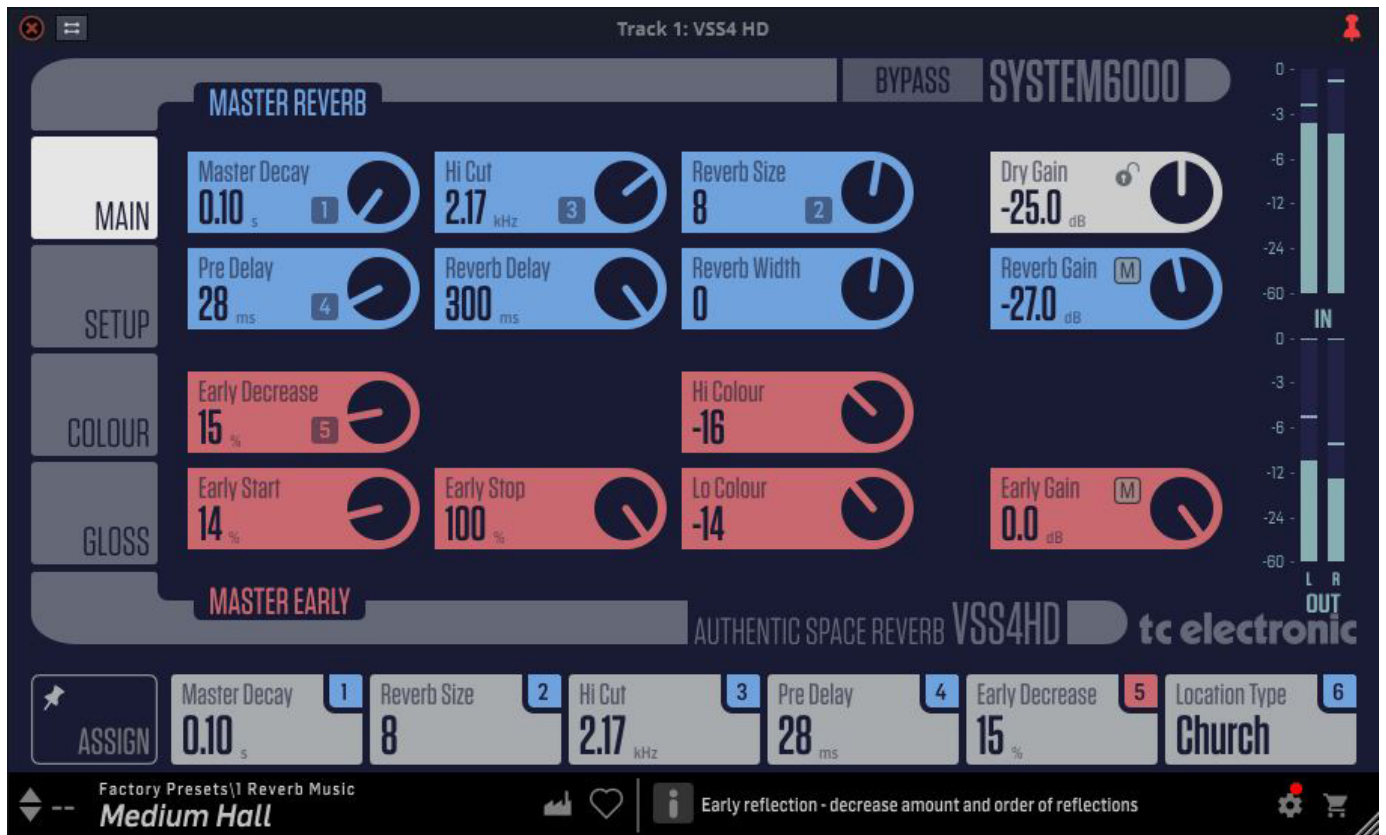 Track 1: VSS4 HD
BYPASS
SYSTEM6000
MASTER REVERB
MAIN
SETUP
COLOUR
GLOSS
Master Decay
0.10 s
1
Hi Cut
2.17 kHz
3
Reverb Size
8
2
Dry Gain
-25.0 dB
Pre Delay
28 ms
4
Reverb Delay
300 ms
Reverb Width
0
Reverb Gain M
-27.0 dB
Early Decrease
15 %
5
Hi Colour
-16
Early Start
14 %
Early Stop
100 %
Lo Colour
-14
Early Gain M
0.0 dB
0
-3
-6
-12
-24
-60
IN
0
-3
-6
-12
-24
-60
L R
OUT
MASTER EARLY
AUTHENTIC SPACE REVERB VSS4HD
tc electronic
ASSIGN
Master Decay 1
0.10 s
Reverb Size 2
8
Hi Cut 3
2.17 kHz
Pre Delay 4
28 ms
Early Decrease 5
15 %
Location Type 6
Church
--
Factory Presets\1 Reverb Music
Medium Hall
i
Early reflection - decrease amount and order of reflections